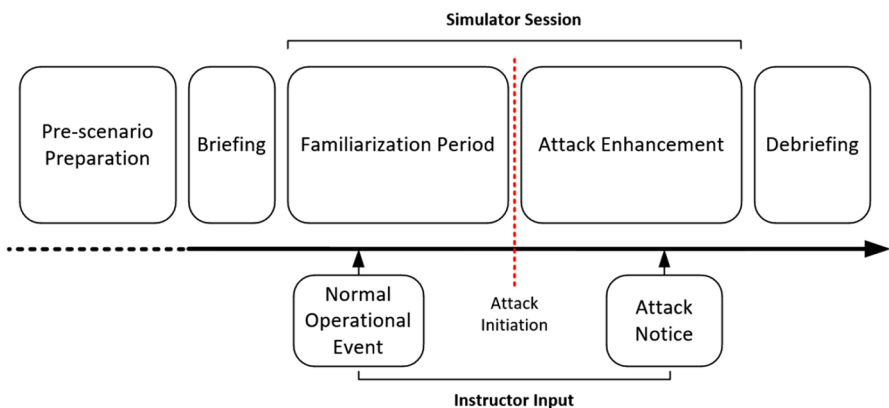 Simulator Session
Pre-scenario
Preparation
Briefing
Familiarization Period
Attack Enhancement
Debriefing
Normal
Operational
Event
Attack
Initiation
Attack
Notice
Instructor Input